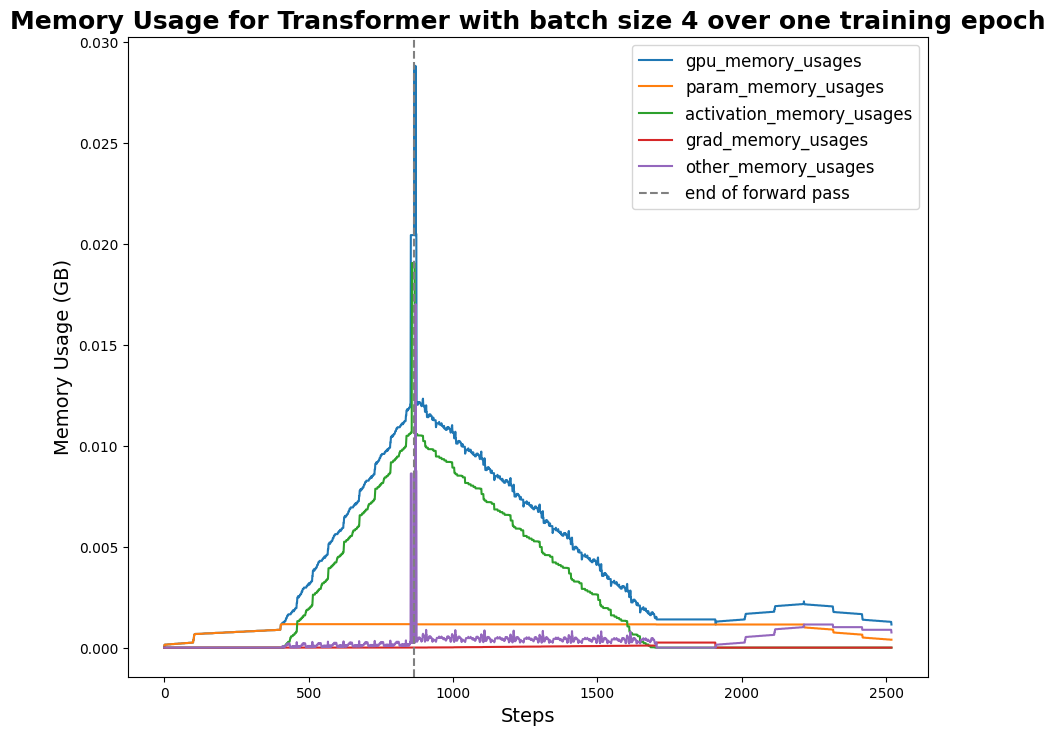 Memory Usage for Transformer with batch size 4 over one training epoch
gpu_memory_usages
param_memory_usages
activation_memory_usages
grad_memory_usages
other_memory_usages
end of forward pass
Memory Usage (GB)
0.030
0.025
0.020
0.015
0.010
0.005
0.000
0 500 1000 1500 2000 2500
Steps